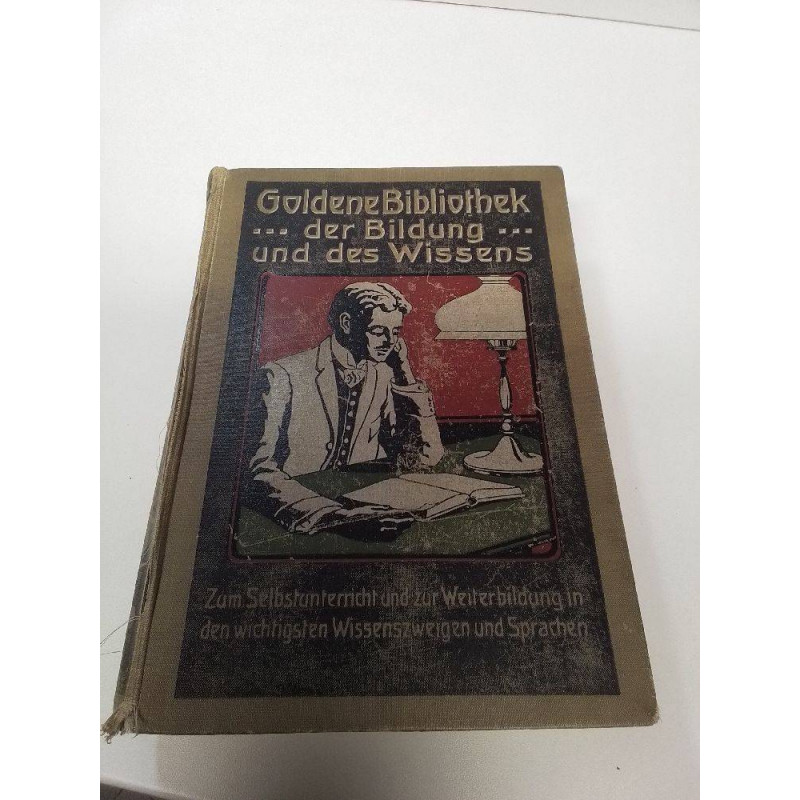 Goldene Bibliothek
der Bildung
und des Wissens
Zum Selbstunterricht und zur Weiterbildung in
den wichtigsten Wissenszweigen und Sprachen